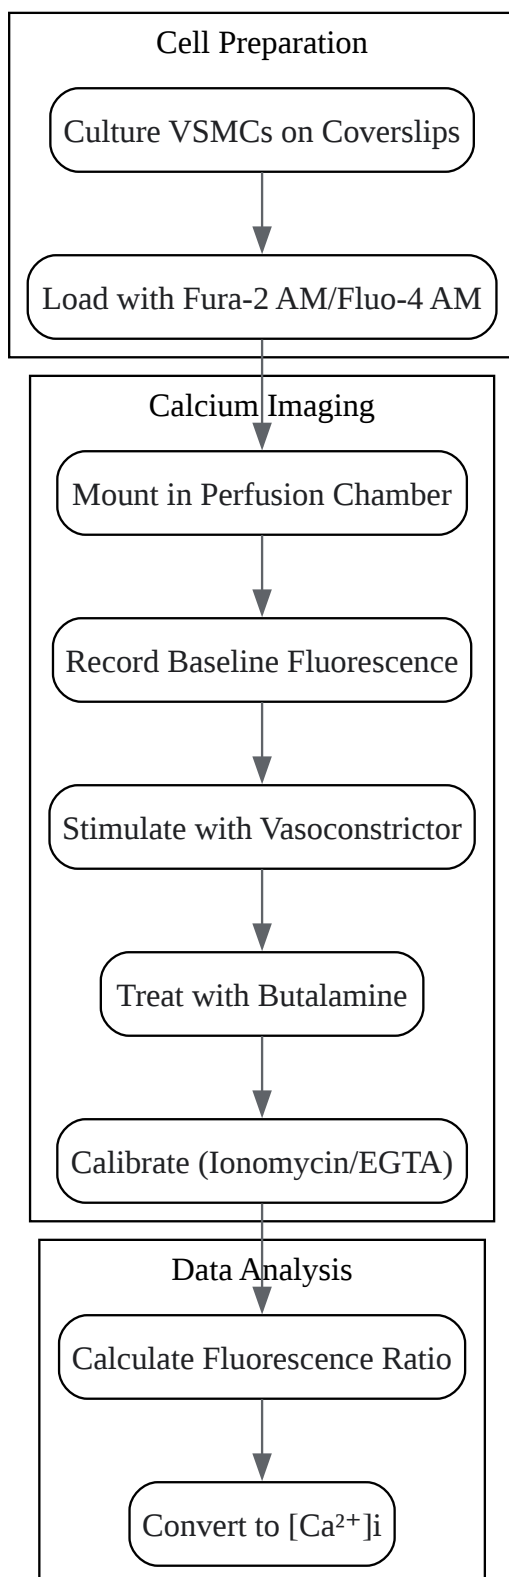 Cell Preparation
Culture VSMCs on Coverslips
Load with Fura-2 AM/Fluo-4 AM
Calcium Imaging
Mount in Perfusion Chamber
Record Baseline Fluorescence
Stimulate with Vasoconstrictor
Treat with Butalamine
Calibrate (Ionomycin/EGTA)
Data Analysis
Calculate Fluorescence Ratio
Convert to [Ca²⁺]i